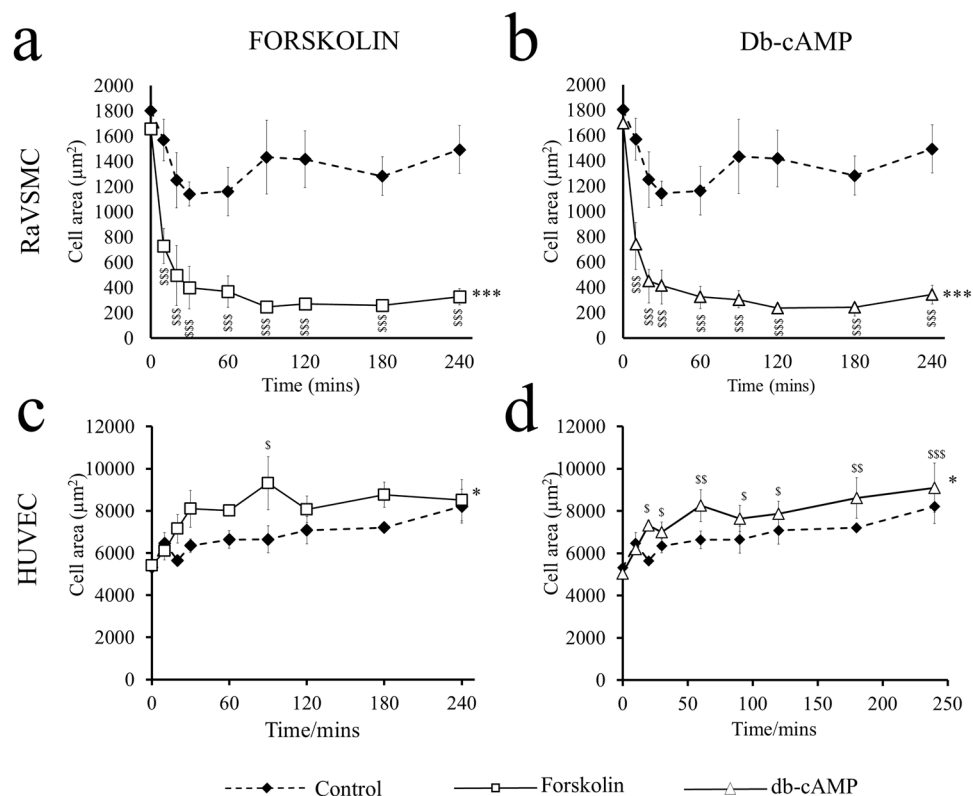 a
FORSKOLIN
b
Db-cAMP
RaVSMC
Cell area (µm²)
2000
1800
1600
1400
1200
1000
800
600
400
200
0
$$$ $$$ $$$ $$$ $$$ $$$ $$$ $$$
***
0 60 120 180 240
Time (mins)
Cell area (µm²)
2000
1800
1600
1400
1200
1000
800
600
400
200
0
$$$ $$$ $$$ $$$ $$$ $$$ $$$ $$$
***
0 60 120 180 240
Time (mins)
c
d
HUVEC
Cell area (µm²)
12000
10000
8000
6000
4000
2000
0
$
*
0 60 120 180 240
Time/mins
Cell area (µm²)
12000
10000
8000
6000
4000
2000
0
$ $ $$ $ $ $$ $$$
*
0 50 100 150 200 250
Time/mins
Control Forskolin db-cAMP